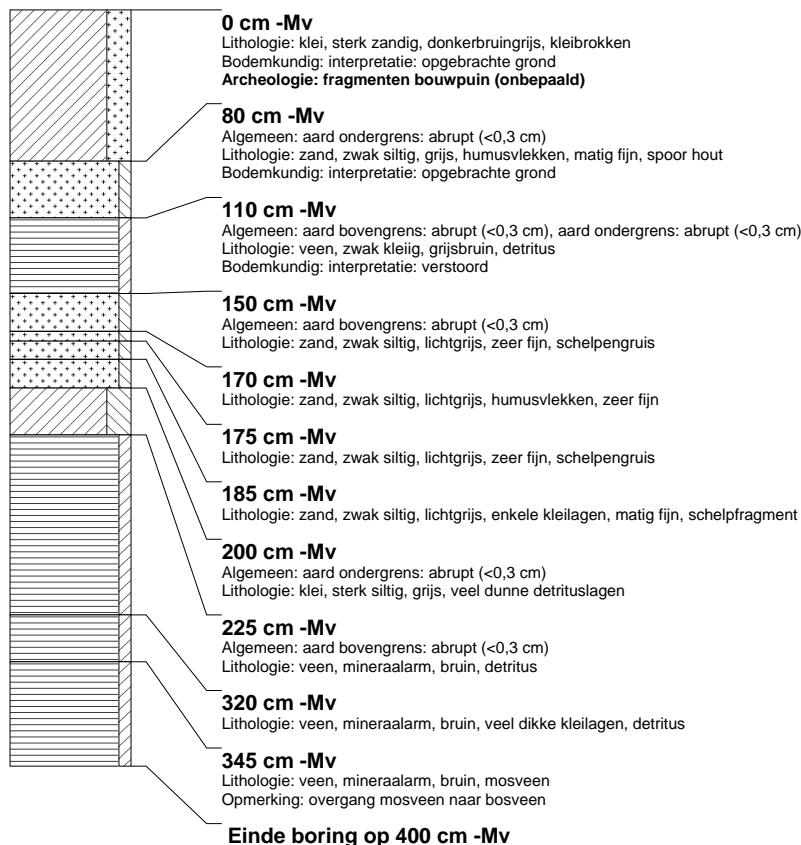 0 cm -Mv
Lithologie: klei, sterk zandig, donkerbruingrijs, kleibrokken
Bodemkundig: interpretatie: opgebrachte grond
Archeologie: fragmenten bouwpuin (onbepaald)
80 cm -Mv
Algemeen: aard ondergrens: abrupt (<0,3 cm)
Lithologie: zand, zwak siltig, grijs, humusvlekken, matig fijn, spoor hout
Bodemkundig: interpretatie: opgebrachte grond
110 cm -Mv
Algemeen: aard bovengrens: abrupt (<0,3 cm), aard ondergrens: abrupt (<0,3 cm)
Lithologie: veen, zwak kleiig, grijsbruin, detritus
Bodemkundig: interpretatie: verstoord
150 cm -Mv
Algemeen: aard bovengrens: abrupt (<0,3 cm)
Lithologie: zand, zwak siltig, lichtgrijs, zeer fijn, schelpengruis
170 cm -Mv
Lithologie: zand, zwak siltig, lichtgrijs, humusvlekken, zeer fijn
175 cm -Mv
Lithologie: zand, zwak siltig, lichtgrijs, zeer fijn, schelpengruis
185 cm -Mv
Lithologie: zand, zwak siltig, lichtgrijs, enkele kleilagen, matig fijn, schelpfragment
200 cm -Mv
Algemeen: aard ondergrens: abrupt (<0,3 cm)
Lithologie: klei, sterk siltig, grijs, veel dunne detrituslagen
225 cm -Mv
Algemeen: aard bovengrens: abrupt (<0,3 cm)
Lithologie: veen, mineraalarm, bruin, detritus
320 cm -Mv
Lithologie: veen, mineraalarm, bruin, veel dikke kleilagen, detritus
345 cm -Mv
Lithologie: veen, mineraalarm, bruin, mosveen
Opmerking: overgang mosveen naar bosveen
Einde boring op 400 cm -Mv